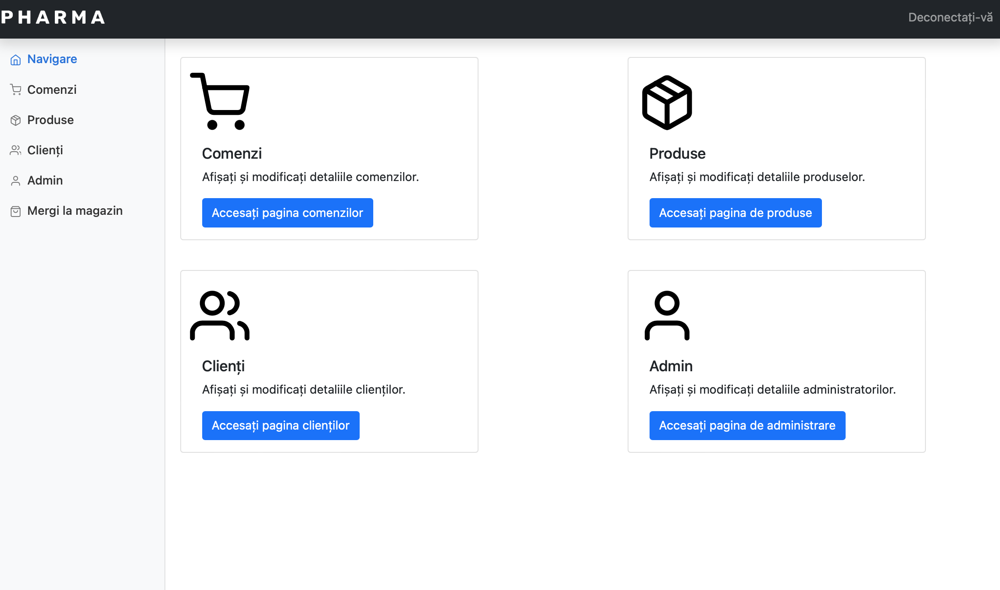 PHARMA
Deconectați-vă
Navigare
Comenzi
Produse
Clienți
Admin
Mergi la magazin
Comenzi
Afișați și modificați detaliile comenzilor.
Accesați pagina comenzilor
Produse
Afișați și modificați detaliile produselor.
Accesați pagina de produse
Clienți
Afișați și modificați detaliile clienților.
Accesați pagina clienților
Admin
Afișați și modificați detaliile administratorilor.
Accesați pagina de administrare